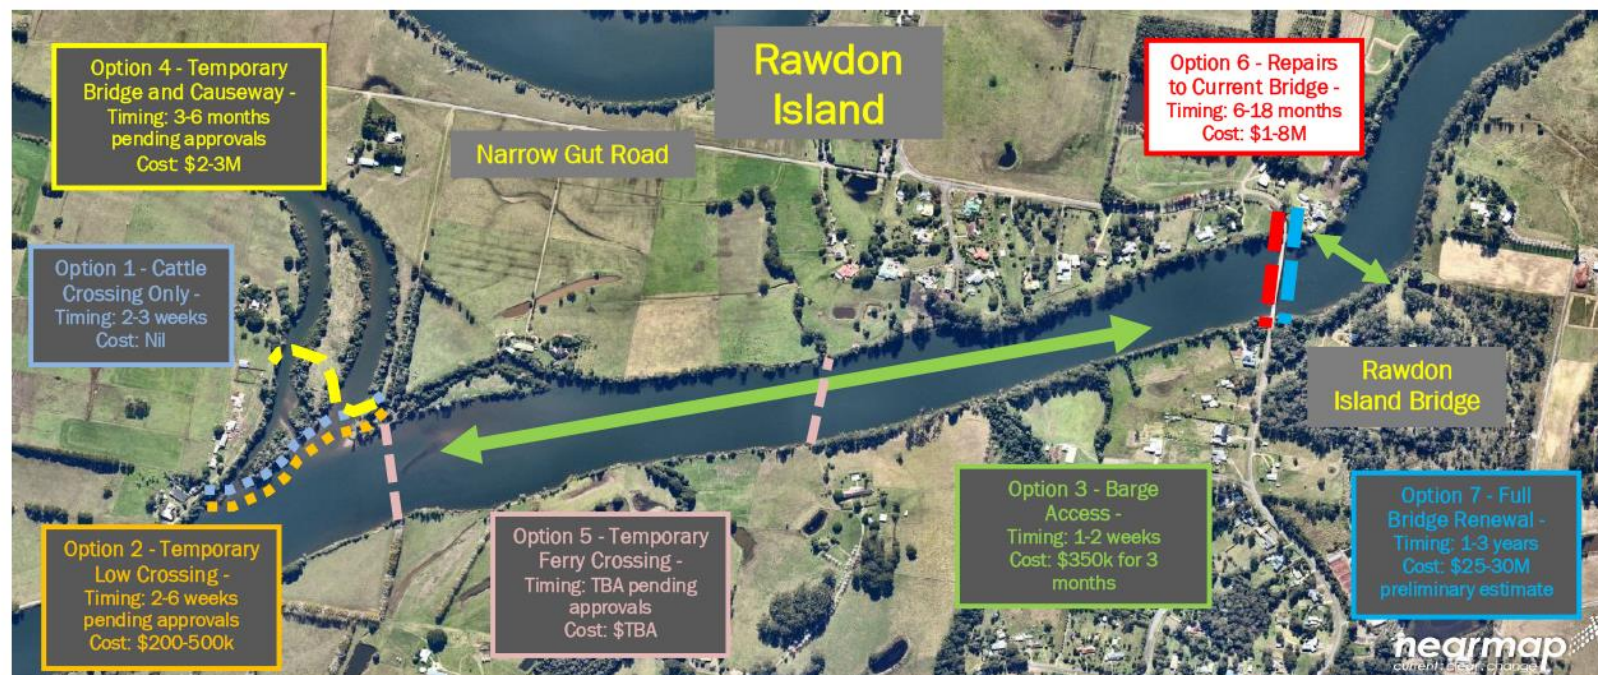 Option 4 - Temporary
Bridge and Causeway -
Timing: 3-6 months
pending approvals
Cost: $2-3M
Rawdon
Island
Option 6 - Repairs
to Current Bridge -
Timing: 6-18 months
Cost: $1-8M
Narrow Gut Road
Option 1 - Cattle
Crossing Only -
Timing: 2-3 weeks
Cost: Nil
Rawdon
Island Bridge
Option 2 - Temporary
Low Crossing -
Timing: 2-6 weeks
pending approvals
Cost: $200-500k
Option 5 - Temporary
Ferry Crossing -
Timing: TBA pending
approvals
Cost: $TBA
Option 3 - Barge
Access -
Timing: 1-2 weeks
Cost: $350k for 3
months
Option 7 - Full
Bridge Renewal -
Timing: 1-3 years
Cost: $25-30M
preliminary estimate
nearmap
current: clear: change: